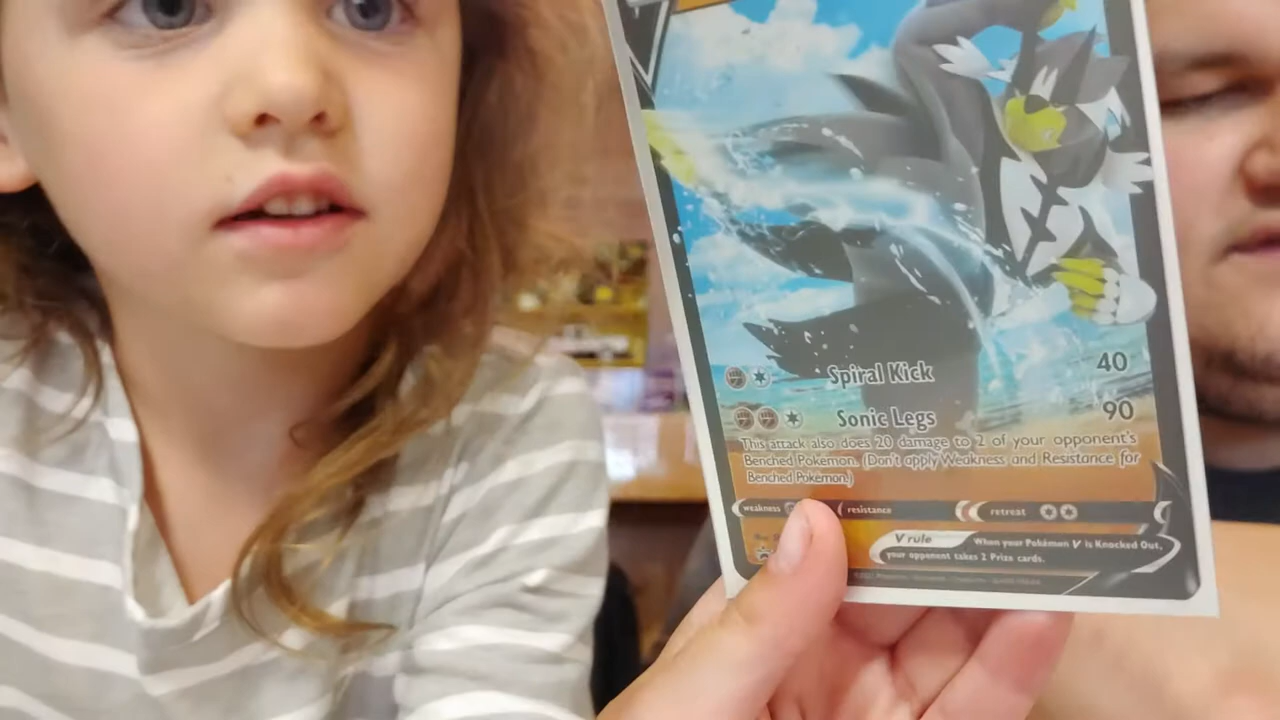 Spiral Kick 40
Sonic Legs 90
This attack also does 20 damage to 2 of your opponent's
Benched Pokémon. (Don't apply Weakness and Resistance for
Benched Pokémon.)
weakness resistance retreat
V rule When your Pokémon V is Knocked Out,
your opponent takes 2 Prize cards.